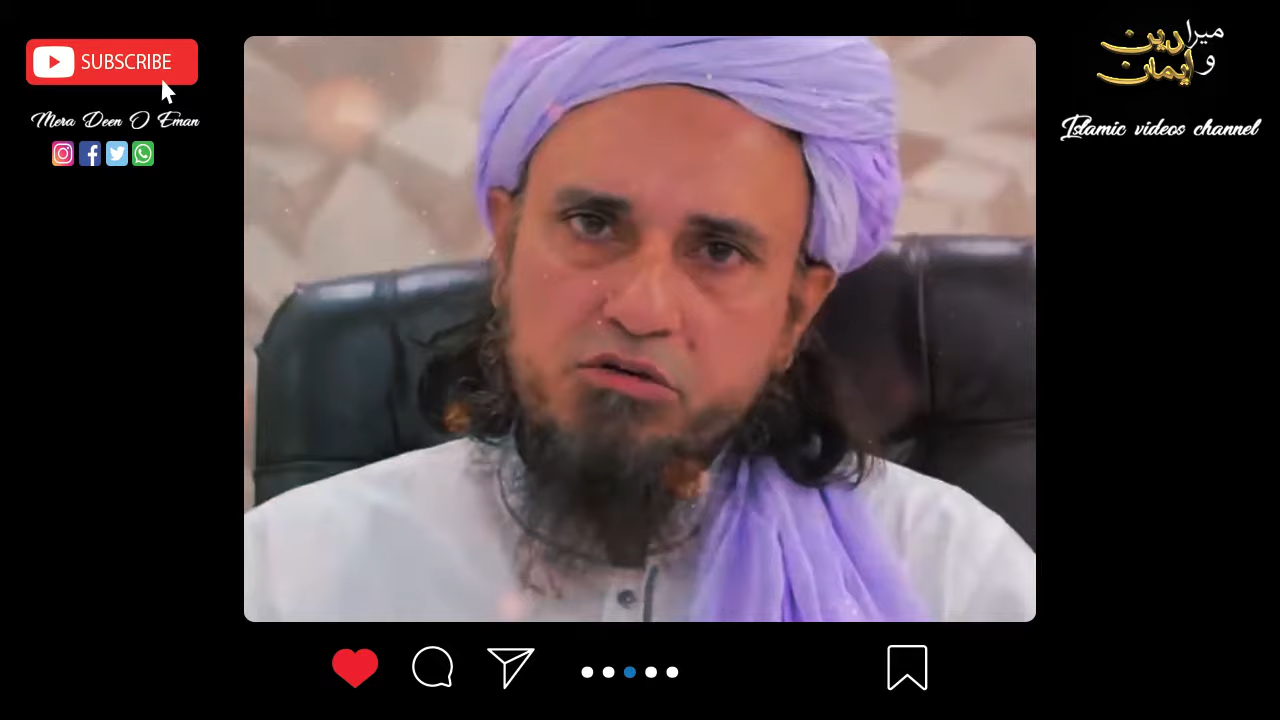 SUBSCRIBE
Mera Deen O Eman
میرا دین
و ایمان
Islamic videos channel